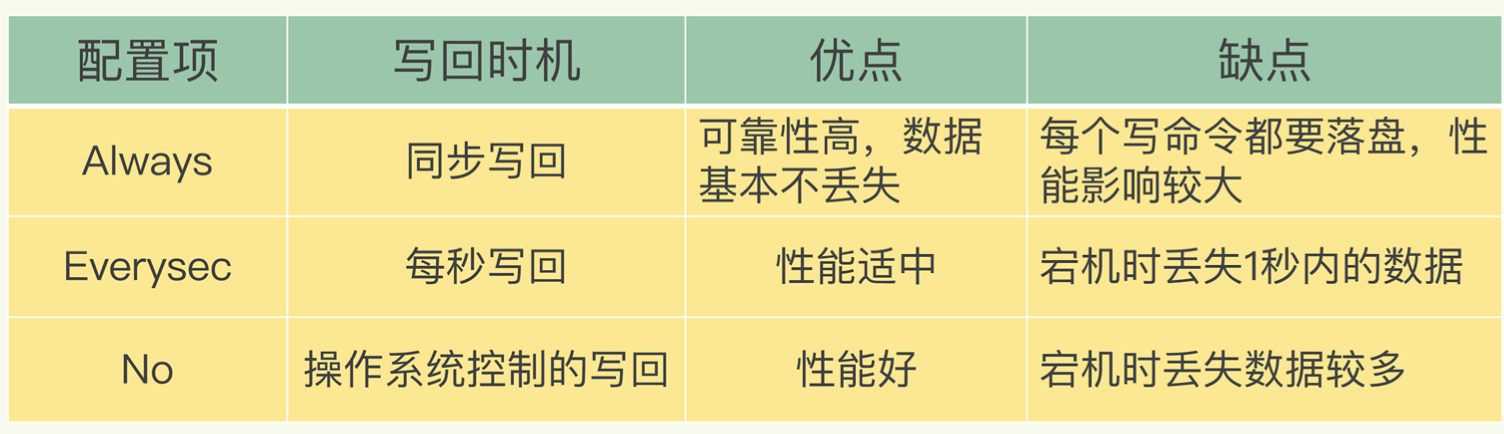 配置项 写回时机 优点 缺点
Always 同步写回 可靠性高，数据基本不丢失 每个写命令都要落盘，性能影响较大
Everysec 每秒写回 性能适中 宕机时丢失1秒内的数据
No 操作系统控制的写回 性能好 宕机时丢失数据较多